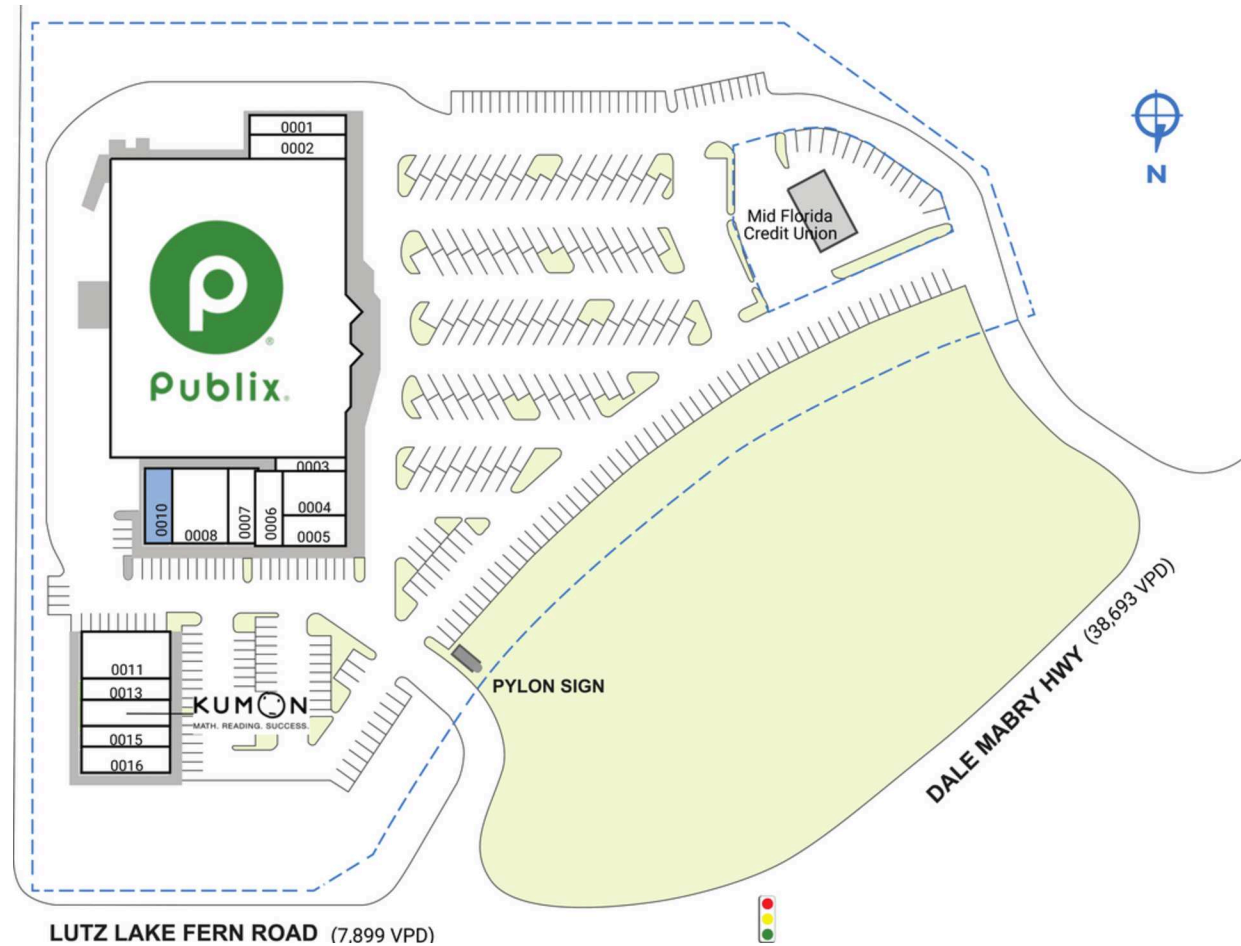 0001
0002
N
Mid Florida
Credit Union
Publix®
0003
0004
0010
0008
0007
0006
0005
0011
0013
KUMON
MATH. READING. SUCCESS.
0015
0016
PYLON SIGN
DALE MABRY HWY (38,693 VPD)
LUTZ LAKE FERN ROAD (7,899 VPD)